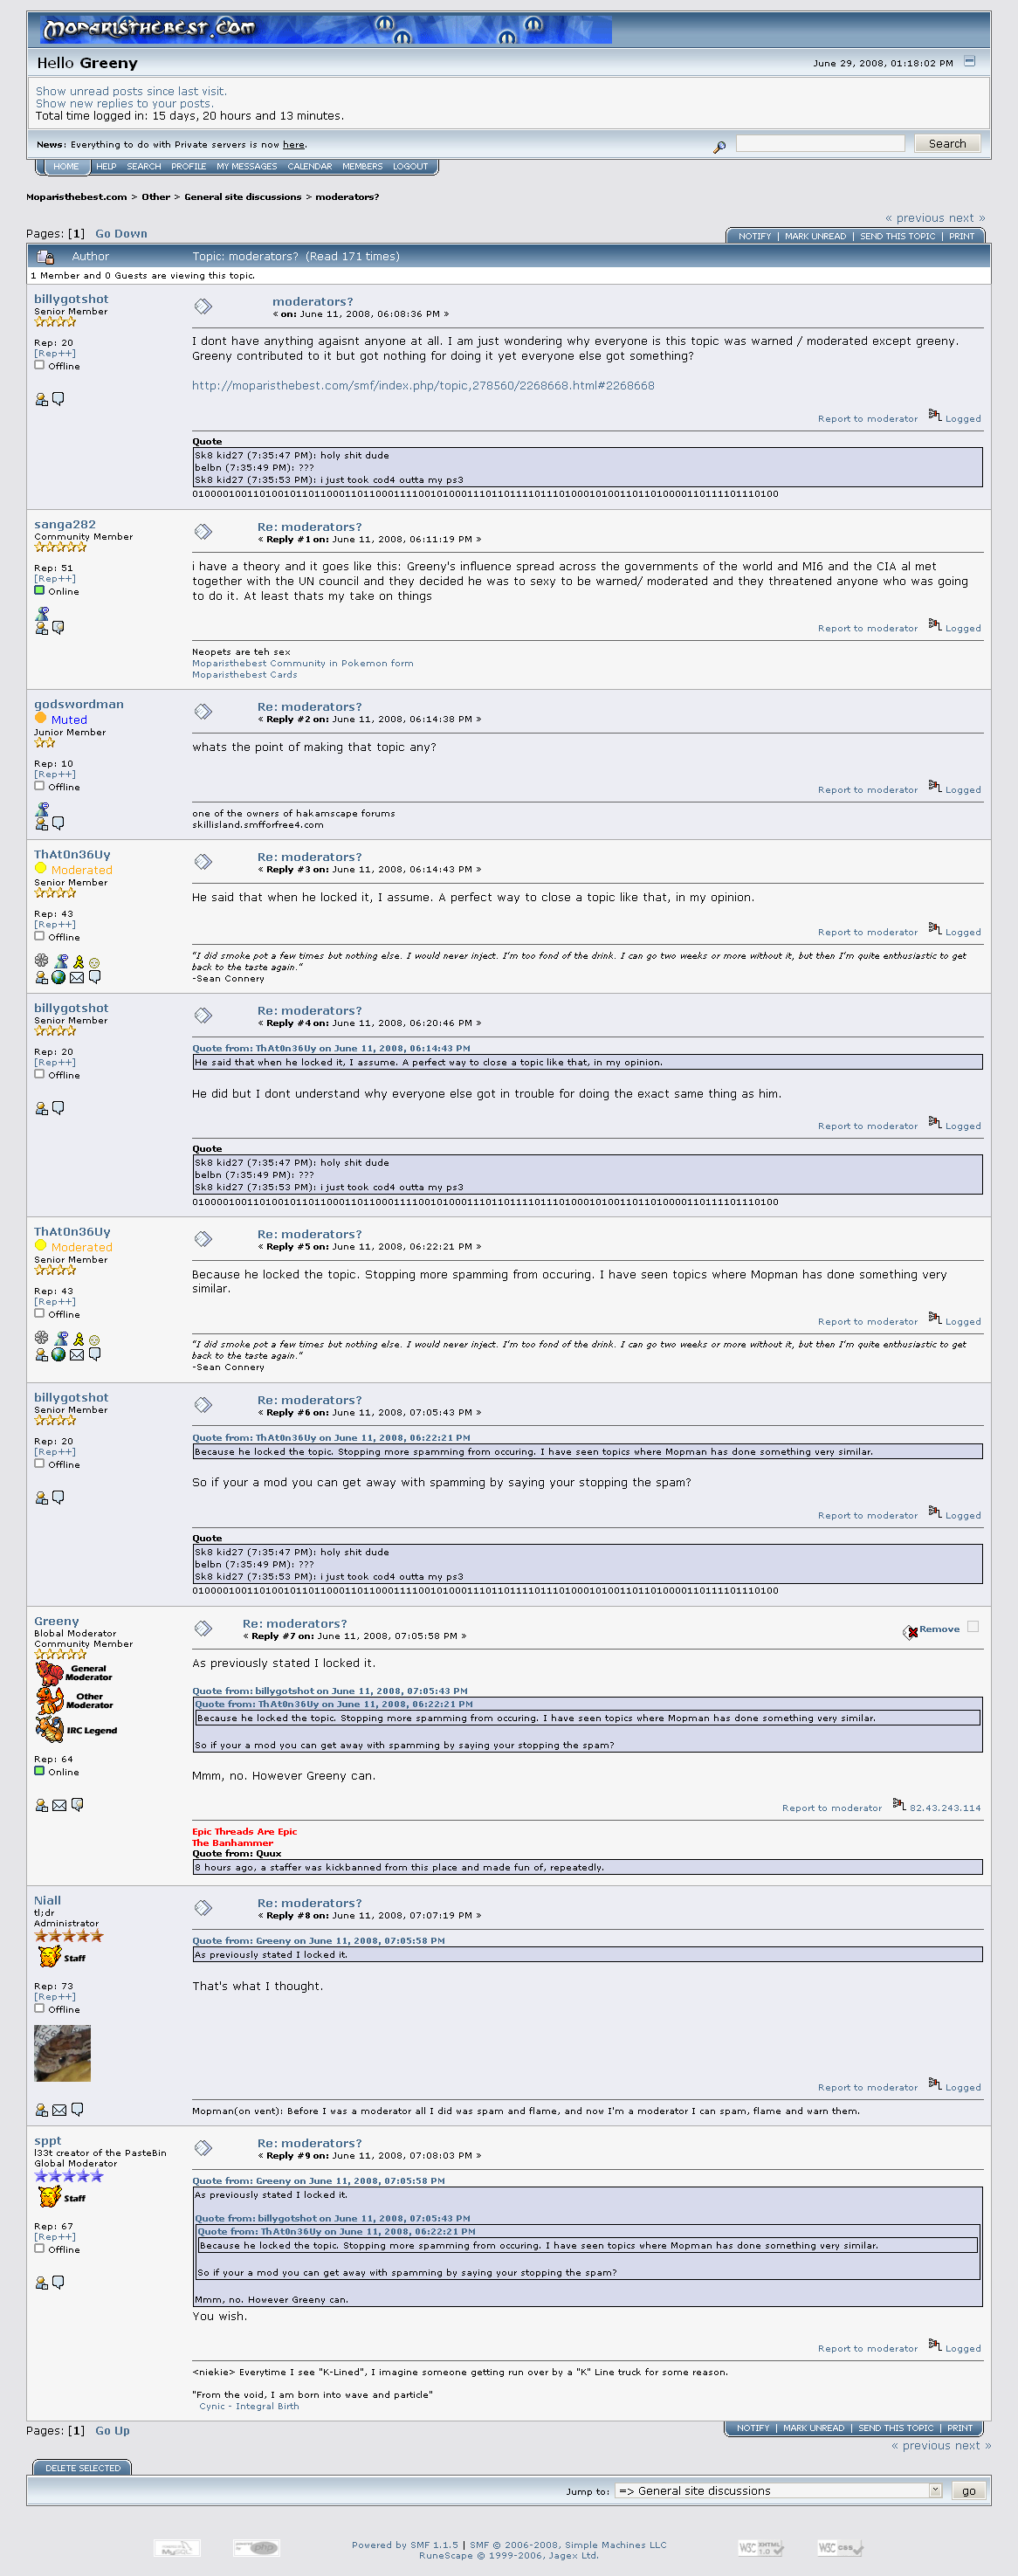 MoparisTheBest.com
Hello Greeny
June 29, 2008, 01:18:02 PM
Show unread posts since last visit.
Show new replies to your posts.
Total time logged in: 15 days, 20 hours and 13 minutes.
News: Everything to do with Private servers is now here.
Search
HOME HELP SEARCH PROFILE MY MESSAGES CALENDAR MEMBERS LOGOUT
Moparisthebest.com > Other > General site discussions > moderators?
« previous next »
Pages: [1] Go Down
NOTIFY | MARK UNREAD | SEND THIS TOPIC | PRINT
Author Topic: moderators? (Read 171 times)
1 Member and 0 Guests are viewing this topic.
billygotshot
Senior Member
Rep: 20
[Rep++]
Offline
moderators?
« on: June 11, 2008, 06:08:36 PM »
I dont have anything agaisnt anyone at all. I am just wondering why everyone is this topic was warned / moderated except greeny.
Greeny contributed to it but got nothing for doing it yet everyone else got something?
http://moparisthebest.com/smf/index.php/topic,278560/2268668.html#2268668
Report to moderator Logged
Quote
Sk8 kid27 (7:35:47 PM): holy shit dude
belbn (7:35:49 PM): ???
Sk8 kid27 (7:35:53 PM): i just took cod4 outta my ps3
sanga282
Community Member
Rep: 51
[Rep++]
Online
Re: moderators?
« Reply #1 on: June 11, 2008, 06:11:19 PM »
i have a theory and it goes like this: Greeny's influence spread across the governments of the world and MI6 and the CIA al met
together with the UN council and they decided he was to sexy to be warned/ moderated and they threatened anyone who was going
to do it. At least thats my take on things
Report to moderator Logged
Neopets are teh sex
Moparisthebest Community in Pokemon form
Moparisthebest Cards
godswordman
Muted
Junior Member
Rep: 10
[Rep++]
Offline
Re: moderators?
« Reply #2 on: June 11, 2008, 06:14:38 PM »
whats the point of making that topic any?
Report to moderator Logged
one of the owners of hakamscape forums
skillisland.smfforfree4.com
ThAt0n36Uy
Moderated
Senior Member
Rep: 43
[Rep++]
Offline
Re: moderators?
« Reply #3 on: June 11, 2008, 06:14:43 PM »
He said that when he locked it, I assume. A perfect way to close a topic like that, in my opinion.
Report to moderator Logged
"I did smoke pot a few times but nothing else. I would never inject. I'm too fond of the drink. I can go two weeks or more without it, but then I'm quite enthusiastic to get
back to the taste again."
-Sean Connery
billygotshot
Senior Member
Rep: 20
[Rep++]
Offline
Re: moderators?
« Reply #4 on: June 11, 2008, 06:20:46 PM »
Quote from: ThAt0n36Uy on June 11, 2008, 06:14:43 PM
He said that when he locked it, I assume. A perfect way to close a topic like that, in my opinion.
He did but I dont understand why everyone else got in trouble for doing the exact same thing as him.
Report to moderator Logged
Quote
Sk8 kid27 (7:35:47 PM): holy shit dude
belbn (7:35:49 PM): ???
Sk8 kid27 (7:35:53 PM): i just took cod4 outta my ps3
ThAt0n36Uy
Moderated
Senior Member
Rep: 43
[Rep++]
Offline
Re: moderators?
« Reply #5 on: June 11, 2008, 06:22:21 PM »
Because he locked the topic. Stopping more spamming from occuring. I have seen topics where Mopman has done something very
similar.
Report to moderator Logged
"I did smoke pot a few times but nothing else. I would never inject. I'm too fond of the drink. I can go two weeks or more without it, but then I'm quite enthusiastic to get
back to the taste again."
-Sean Connery
billygotshot
Senior Member
Rep: 20
[Rep++]
Offline
Re: moderators?
« Reply #6 on: June 11, 2008, 07:05:43 PM »
Quote from: ThAt0n36Uy on June 11, 2008, 06:22:21 PM
Because he locked the topic. Stopping more spamming from occuring. I have seen topics where Mopman has done something very similar.
So if your a mod you can get away with spamming by saying your stopping the spam?
Report to moderator Logged
Quote
Sk8 kid27 (7:35:47 PM): holy shit dude
belbn (7:35:49 PM): ???
Sk8 kid27 (7:35:53 PM): i just took cod4 outta my ps3
Greeny
Blobal Moderator
Community Member
General Moderator
Other Moderator
IRC Legend
Rep: 64
Online
Re: moderators?
« Reply #7 on: June 11, 2008, 07:05:58 PM »
Remove
As previously stated I locked it.
Quote from: billygotshot on June 11, 2008, 07:05:43 PM
Quote from: ThAt0n36Uy on June 11, 2008, 06:22:21 PM
Because he locked the topic. Stopping more spamming from occuring. I have seen topics where Mopman has done something very similar.
So if your a mod you can get away with spamming by saying your stopping the spam?
Mmm, no. However Greeny can.
Report to moderator 82.43.243.114
Epic Threads Are Epic
The Banhammer
Quote from: Quux
8 hours ago, a staffer was kickbanned from this place and made fun of, repeatedly.
Niall
tl;dr
Administrator
Staff
Rep: 73
[Rep++]
Offline
Re: moderators?
« Reply #8 on: June 11, 2008, 07:07:19 PM »
Quote from: Greeny on June 11, 2008, 07:05:58 PM
As previously stated I locked it.
That's what I thought.
Report to moderator Logged
Mopman(on vent): Before I was a moderator all I did was spam and flame, and now I'm a moderator I can spam, flame and warn them.
sppt
l33t creator of the PasteBin
Global Moderator
Staff
Rep: 67
[Rep++]
Offline
Re: moderators?
« Reply #9 on: June 11, 2008, 07:08:03 PM »
Quote from: Greeny on June 11, 2008, 07:05:58 PM
As previously stated I locked it.
Quote from: billygotshot on June 11, 2008, 07:05:43 PM
Quote from: ThAt0n36Uy on June 11, 2008, 06:22:21 PM
Because he locked the topic. Stopping more spamming from occuring. I have seen topics where Mopman has done something very similar.
So if your a mod you can get away with spamming by saying your stopping the spam?
Mmm, no. However Greeny can.
You wish.
Report to moderator Logged
<niekie> Everytime I see "K-Lined", I imagine someone getting run over by a "K" Line truck for some reason.
"From the void, I am born into wave and particle"
Cynic - Integral Birth
Pages: [1] Go Up
NOTIFY | MARK UNREAD | SEND THIS TOPIC | PRINT
« previous next »
DELETE SELECTED
Jump to: => General site discussions go
MySQL
php
Powered by SMF 1.1.5 | SMF © 2006-2008, Simple Machines LLC
RuneScape © 1999-2006, Jagex Ltd.
W3C XHTML 1.0
W3C css